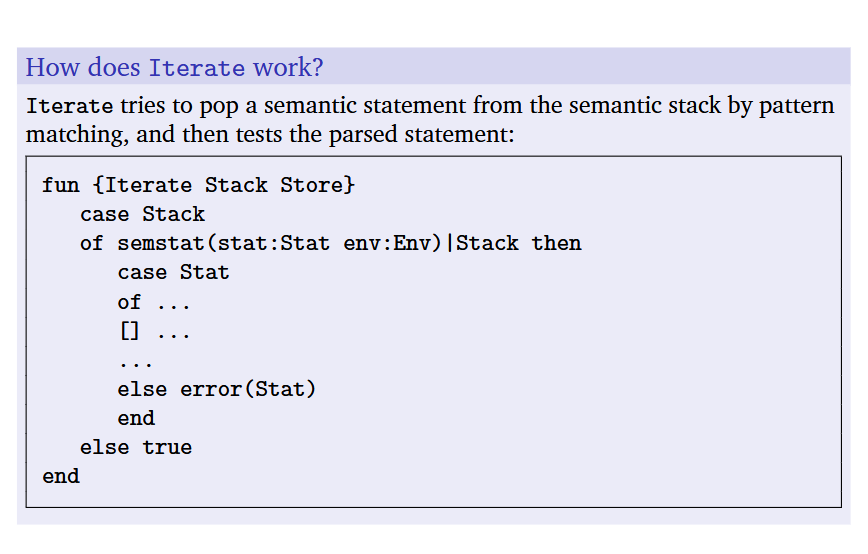 How does Iterate work?
Iterate tries to pop a semantic statement from the semantic stack by pattern
matching, and then tests the parsed statement:
fun {Iterate Stack Store}
   case Stack
   of semstat(stat:Stat env:Env)|Stack then
      case Stat
      of ...
      [] ...
      ...
      else error(Stat)
      end
   else true
end